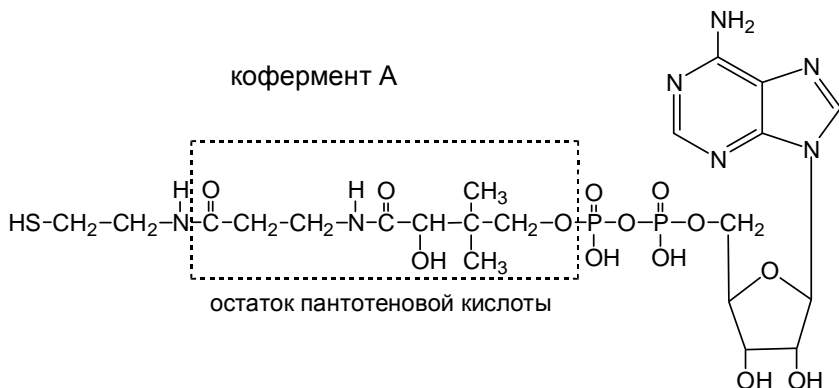 NH₂
кофермент А
N
N
N
N
H O H O CH₃ O O
HS-CH₂-CH₂-N-C-CH₂-CH₂-N-C-CH-C-CH₂-O-P-O-P-O-CH₂
OH CH₃ OH OH O
остаток пантотеновой кислоты
OH OH